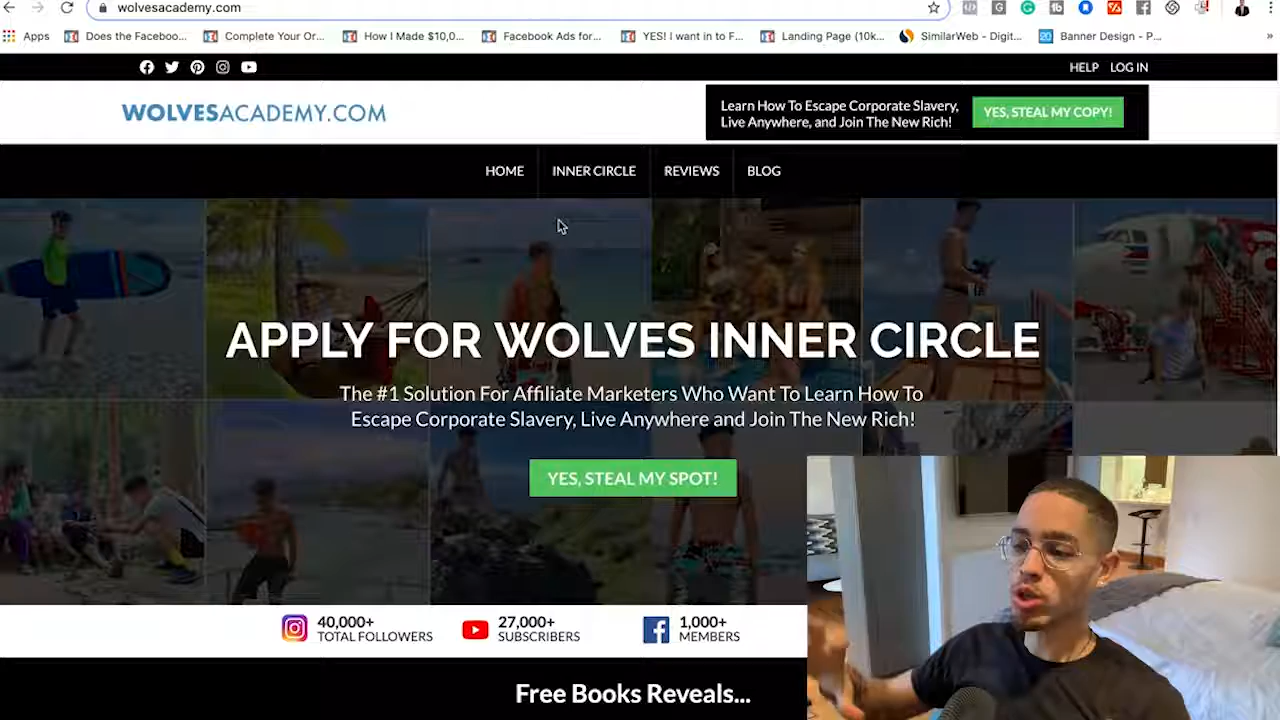 wolvesacademy.com
Apps
Does the Faceboo...
Complete Your Or...
How I Made $10,0...
Facebook Ads for...
YES! I want in to F...
Landing Page (10k...
SimilarWeb - Digit...
Banner Design - P...
»
HELP
LOG IN
WOLVESACADEMY.COM
Learn How To Escape Corporate Slavery,
Live Anywhere, and Join The New Rich!
YES, STEAL MY COPY!
HOME
INNER CIRCLE
REVIEWS
BLOG
APPLY FOR WOLVES INNER CIRCLE
The #1 Solution For Affiliate Marketers Who Want To Learn How To
Escape Corporate Slavery, Live Anywhere and Join The New Rich!
YES, STEAL MY SPOT!
40,000+
TOTAL FOLLOWERS
27,000+
SUBSCRIBERS
1,000+
MEMBERS
Free Books Reveals...